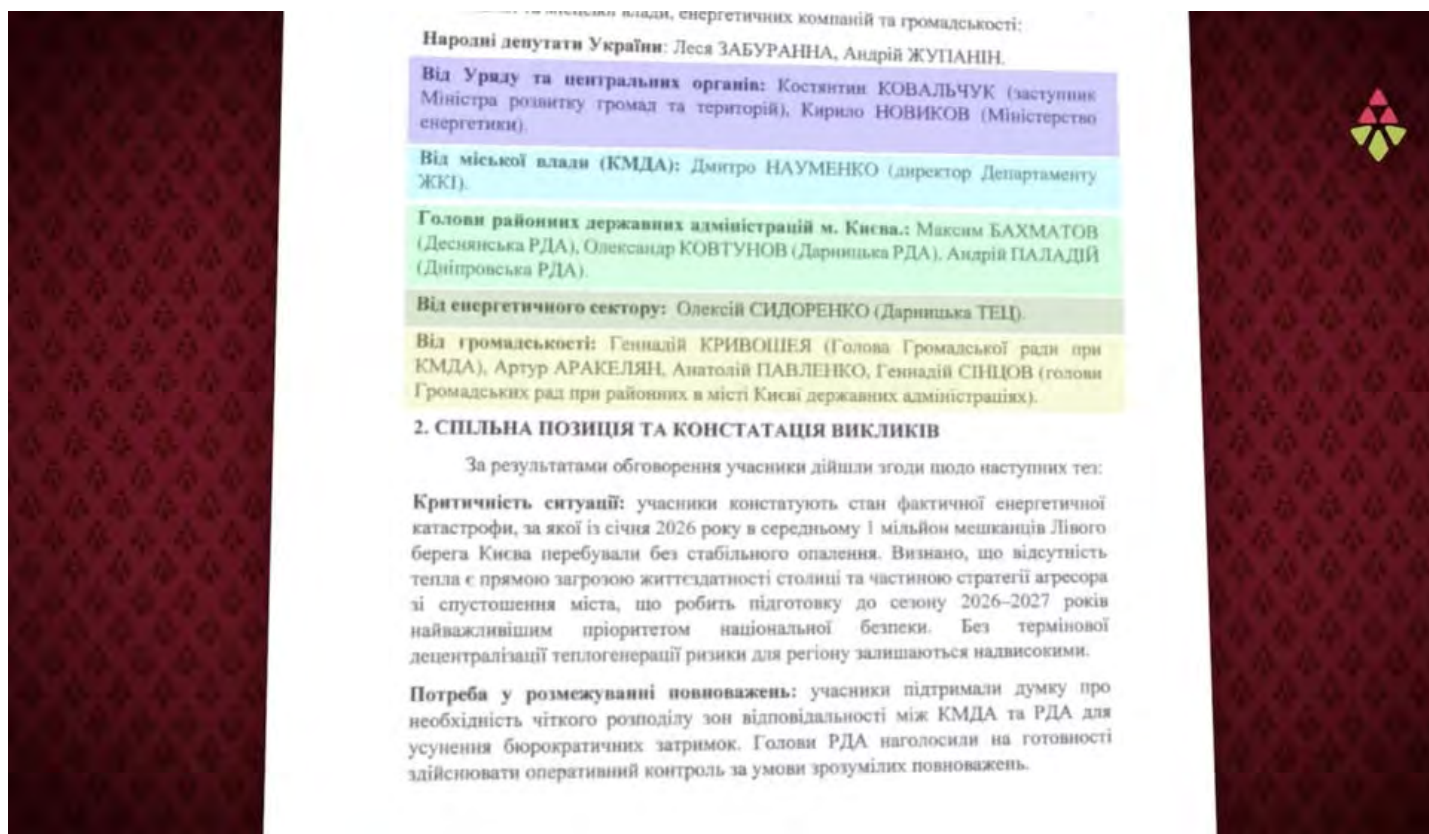 влади, енергетичних компаній та громадськості:
Народні депутати України: Леся ЗАБУРАННА, Андрій ЖУПАНІН.
Від Уряду та центральних органів: Костянтин КОВАЛЬЧУК (заступник
Міністра розвитку громад та територій), Кирило НОВИКОВ (Міністерство
енергетики).
Від міської влади (КМДА): Дмитро НАУМЕНКО (директор Департаменту
ЖКІ).
Голови районних державних адміністрацій м. Києва.: Максим БАХМАТОВ
(Деснянська РДА), Олександр КОВТУНОВ (Дарницька РДА), Андрій ПАЛАДІЙ
(Дніпровська РДА).
Від енергетичного сектору: Олексій СИДОРЕНКО (Дарницька ТЕЦ).
Від громадськості: Геннадій КРИВОШЕЯ (Голова Громадської ради при
КМДА), Артур АРАКЕЛЯН, Анатолій ПАВЛЕНКО, Геннадій СІНЦОВ (голови
Громадських рад при районних в місті Києві державних адміністраціях).
2. СПІЛЬНА ПОЗИЦІЯ ТА КОНСТАТАЦІЯ ВИКЛИКІВ
За результатами обговорення учасники дійшли згоди щодо наступних тез:
Критичність ситуації: учасники констатують стан фактичної енергетичної
катастрофи, за якої із січня 2026 року в середньому 1 мільйон мешканців Лівого
берега Києва перебували без стабільного опалення. Визнано, що відсутність
тепла є прямою загрозою життєздатності столиці та частиною стратегії агресора
зі спустошення міста, що робить підготовку до сезону 2026–2027 років
найважливішим пріоритетом національної безпеки. Без термінової
децентралізації теплогенерації ризики для регіону залишаються надвисокими.
Потреба у розмежуванні повноважень: учасники підтримали думку про
необхідність чіткого розподілу зон відповідальності між КМДА та РДА для
усунення бюрократичних затримок. Голови РДА наголосили на готовності
здійснювати оперативний контроль за умови зрозумілих повноважень.